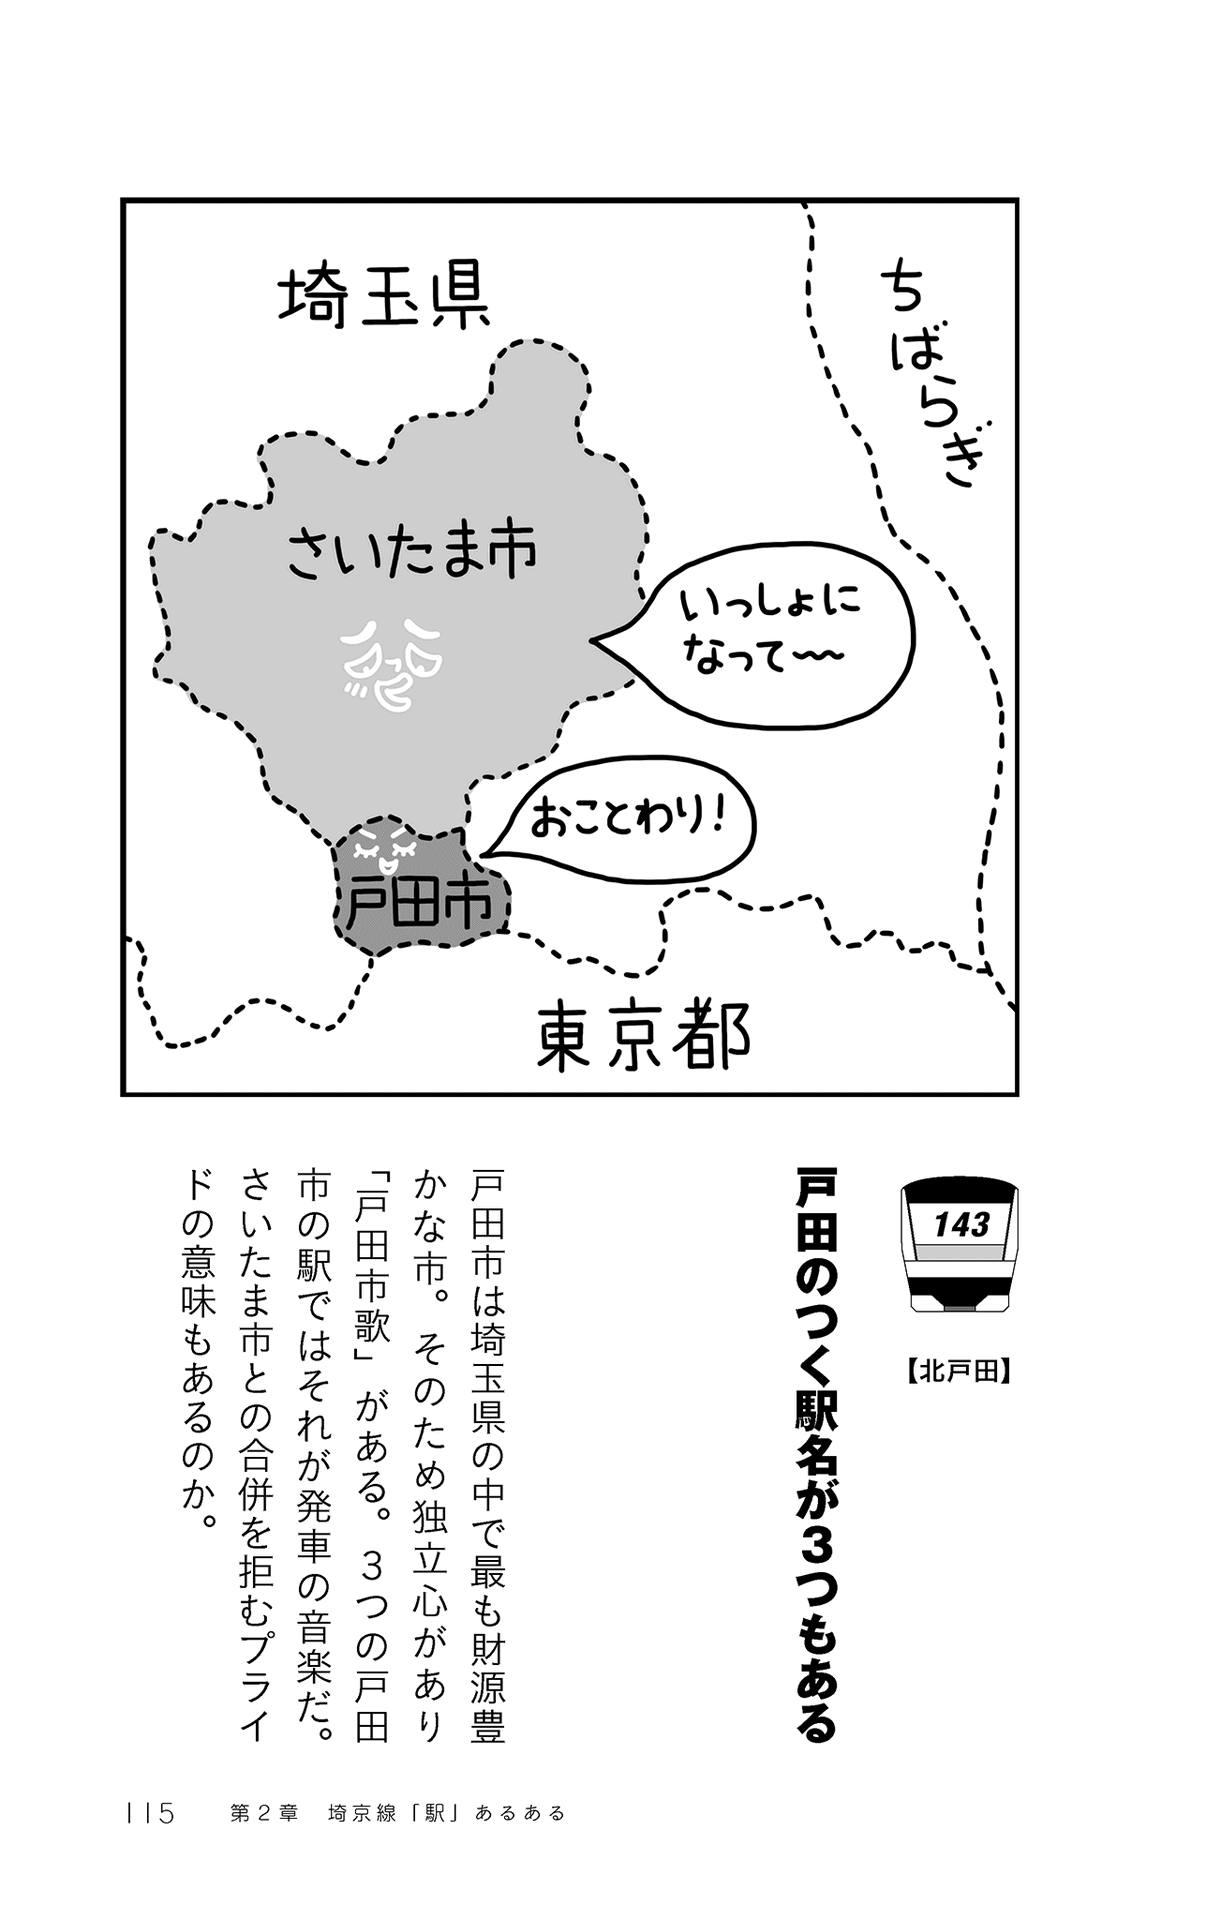 埼玉県
ちばらぎ
さいたま市
いっしょに
なって〜〜
おことわり!
戸田市
東京都
143
【北戸田】
戸田のつく駅名が3つもある
戸田市は埼玉県の中で最も財源豊
かな市。そのため独立心があり
「戸田市歌」がある。3つの戸田
市の駅ではそれが発車の音楽だ。
さいたま市との合併を拒むプライ
ドの意味もあるのか。
115 第2章 埼京線「駅」あるある